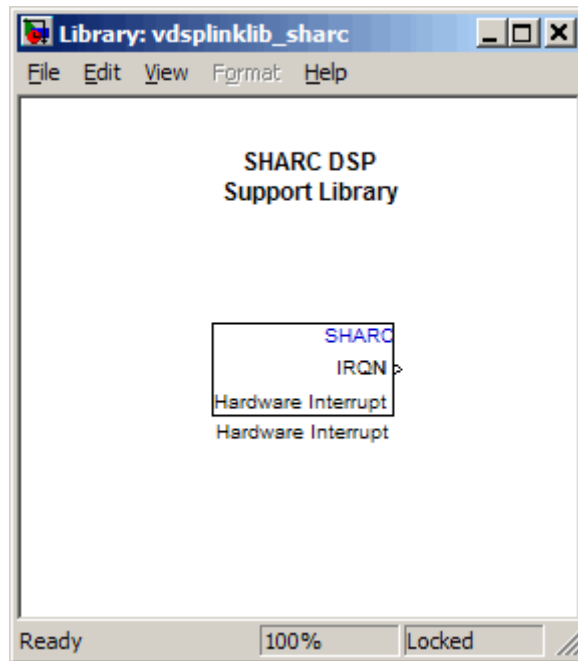 Library: vdsplinklib_sharc
File Edit View Format Help
SHARC DSP
Support Library
SHARC
IRQN
Hardware Interrupt
Hardware Interrupt
Ready 100% Locked